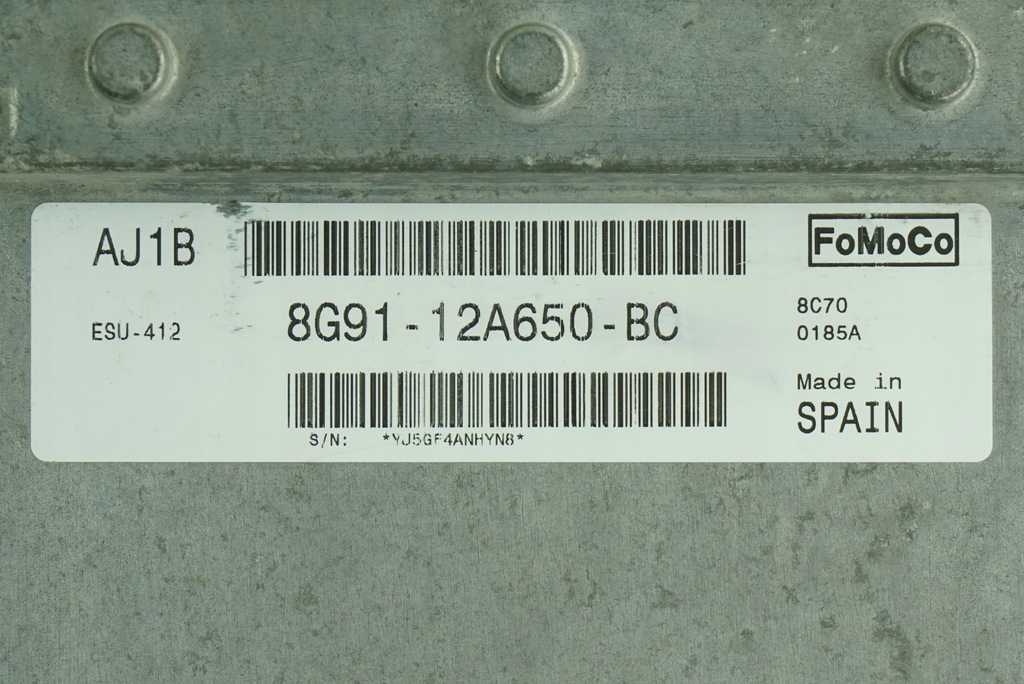 AJ1B
FoMoCo
ESU-412
8G91-12A650-BC
8C70
0185A
Made in
SPAIN
S/N: *YJ5GF4ANHYN8*